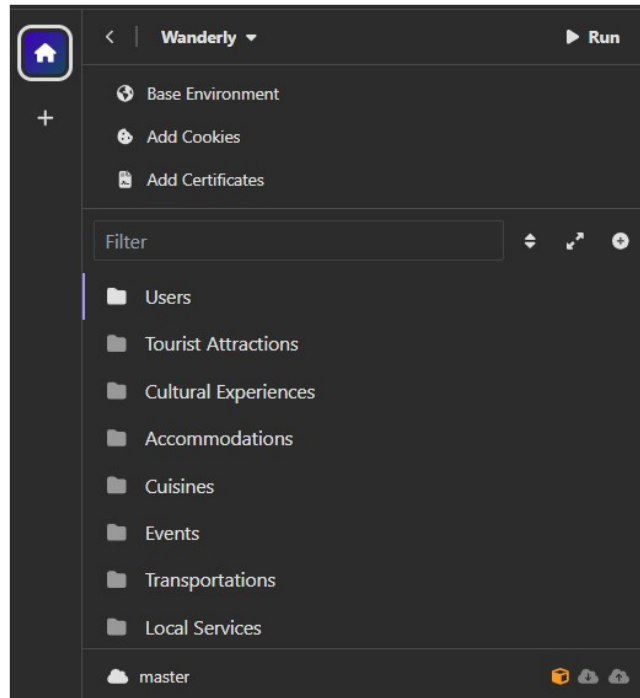 Wanderly
Run
Base Environment
Add Cookies
Add Certificates
Filter
Users
Tourist Attractions
Cultural Experiences
Accommodations
Cuisines
Events
Transportations
Local Services
master